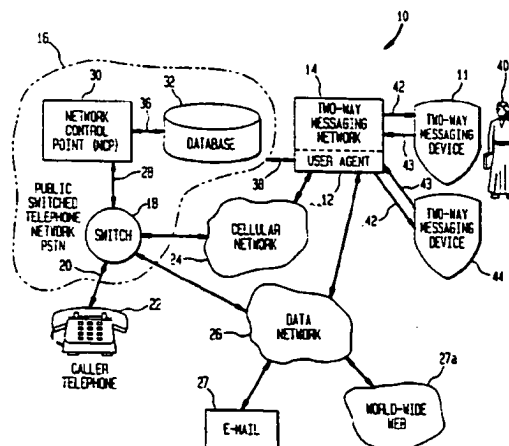 10
16
30
32
14
11
40
NETWORK
CONTROL
POINT (NCP)
36
DATABASE
TWO-WAY
MESSAGING
NETWORK
USER AGENT
42
43
TWO-WAY
MESSAGING
DEVICE
28
38
12
PUBLIC
SWITCHED
TELEPHONE
NETWORK
PSTN
18
SWITCH
CELLULAR
NETWORK
24
43
42
TWO-WAY
MESSAGING
DEVICE
44
20
22
CALLER
TELEPHONE
DATA
NETWORK
26
27
E-MAIL
27a
WORLD-WIDE
WEB